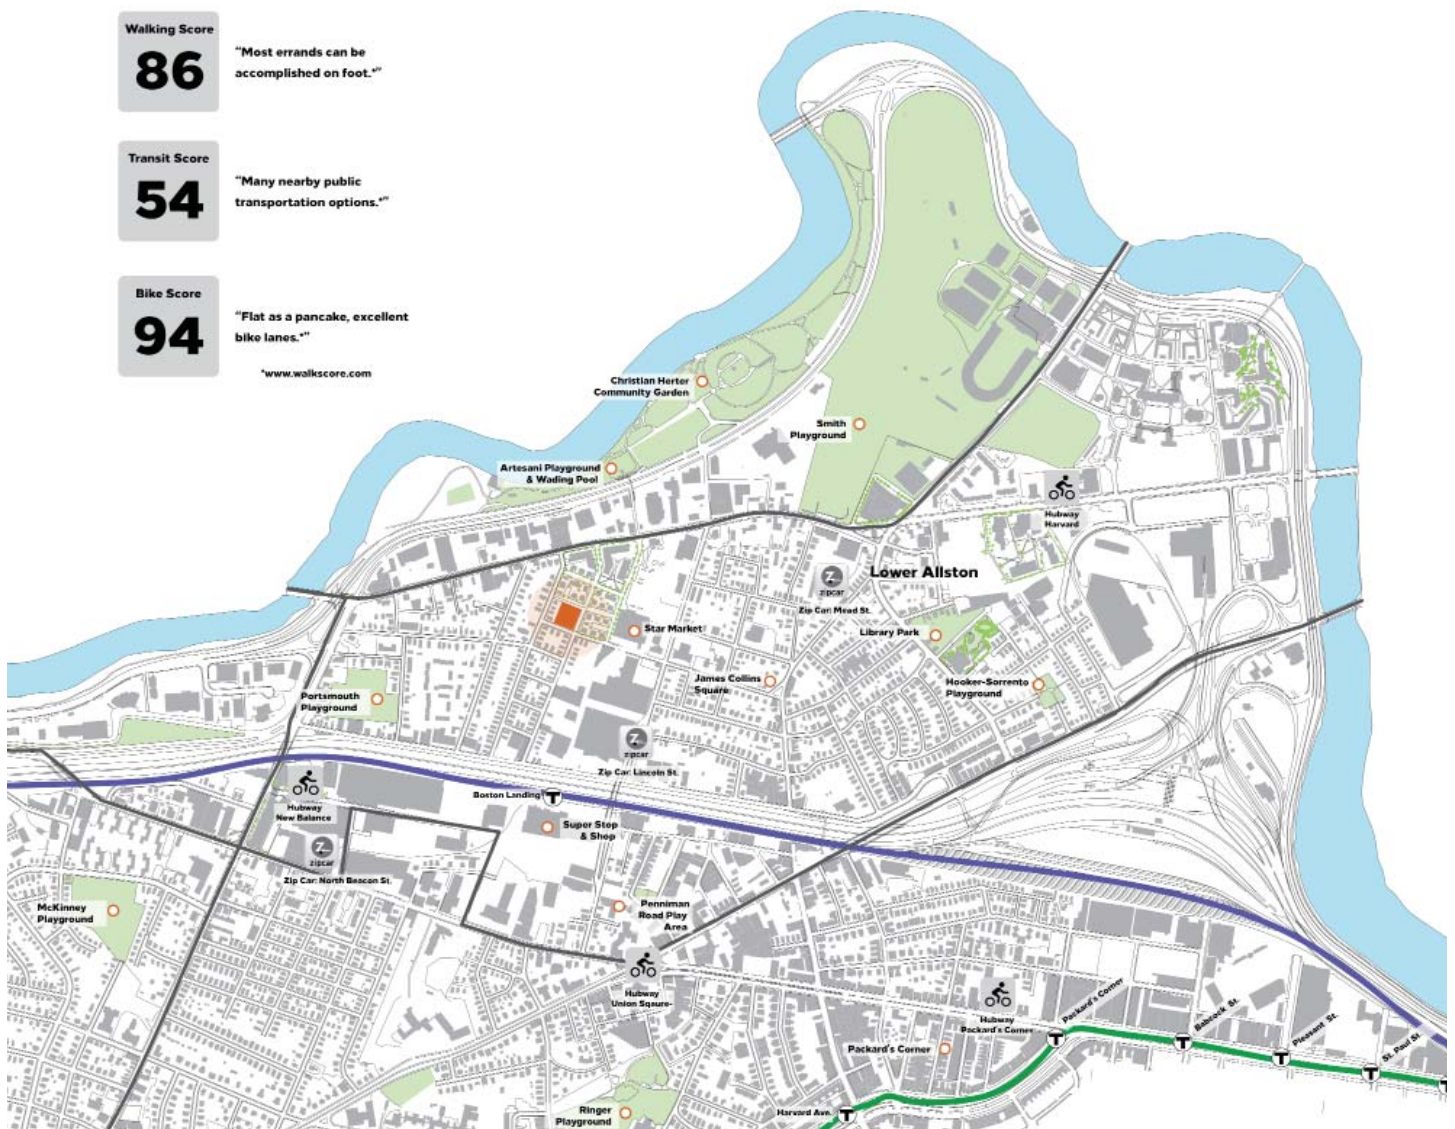 Walking Score
86
"Most errands can be
accomplished on foot.*"
Transit Score
54
"Many nearby public
transportation options.*"
Bike Score
94
"Flat as a pancake, excellent
bike lanes.*"
*www.walkscore.com
Christian Herter
Community Garden
Smith
Playground
Artesani Playground
& Wading Pool
Hubway
Harvard
Lower Allston
zipcar
Zip Car: Mead St.
Star Market
Library Park
James Collins
Square
Hooker-Sorrento
Playground
Portsmouth
Playground
zipcar
Zip Car: Lincoln St.
Boston Landing
T
Hubway
New Balance
Super Stop
& Shop
zipcar
Zip Car: North Beacon St.
McKinney
Playground
Penniman
Road Play
Area
Hubway
Union Sqaure
Hubway
Packard's Corner
Packard's Corner
T
Babcock St.
T
Pleasant St.
T
St. Paul St
T
T
Packard's Corner
Harvard Ave.
T
Ringer
Playground